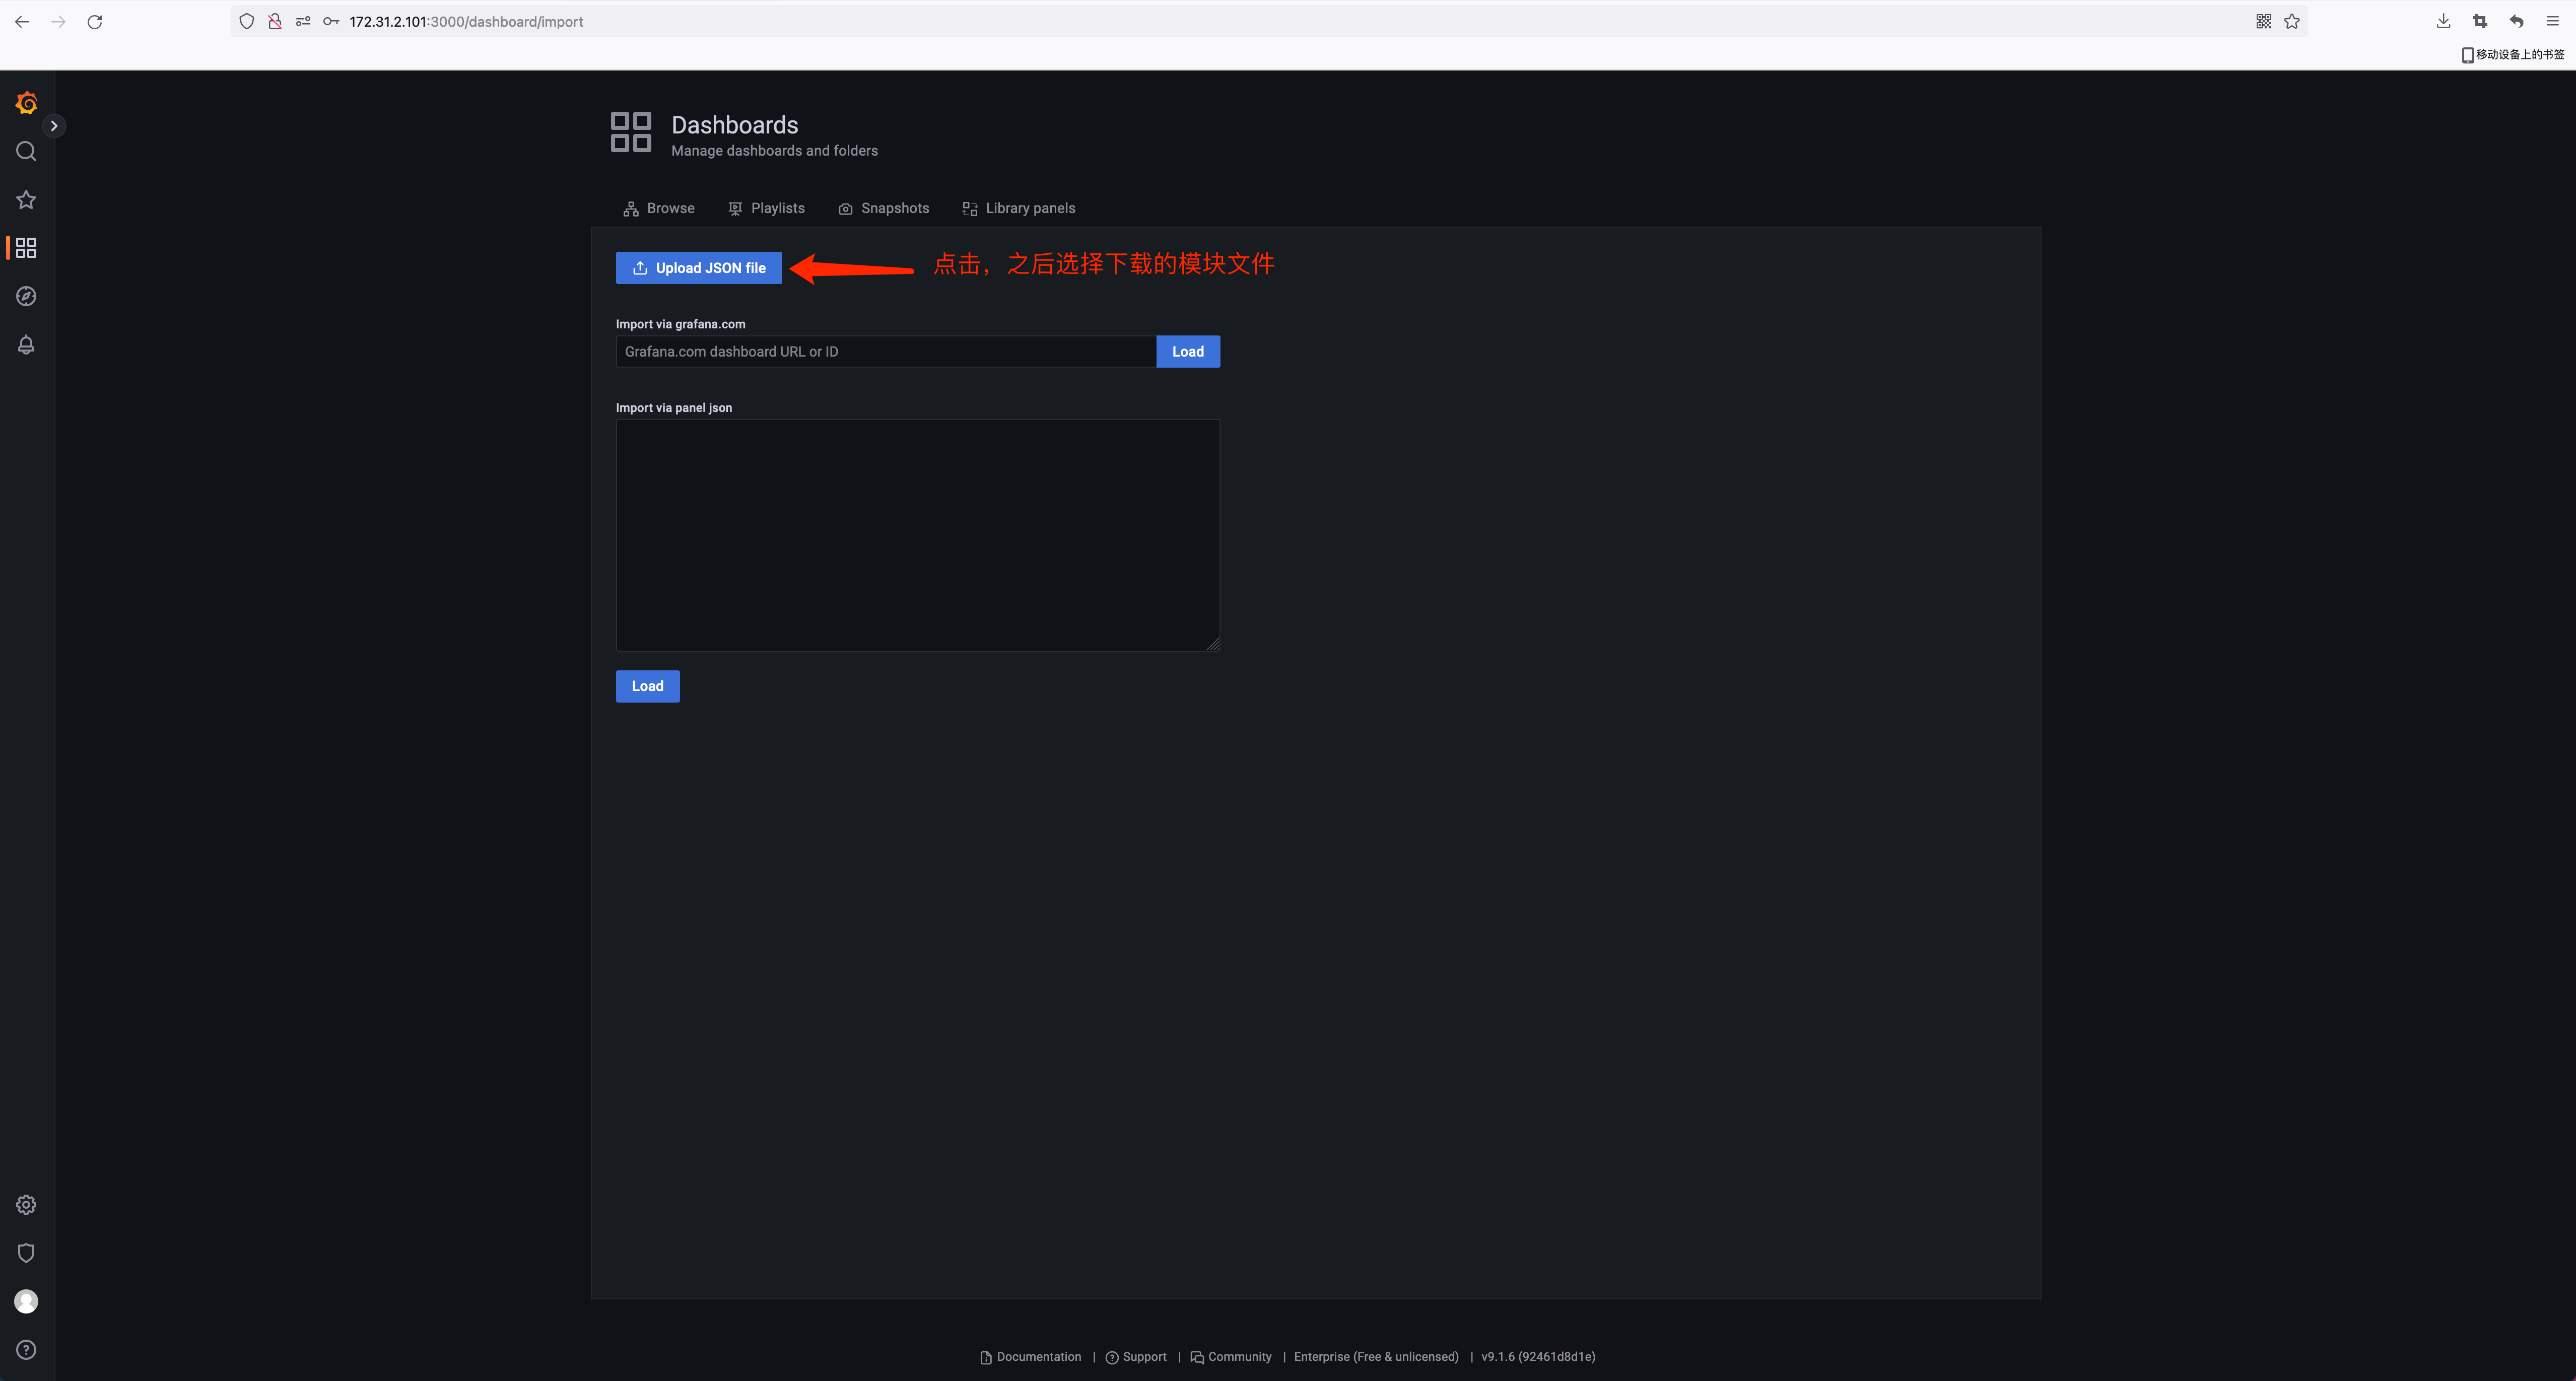 172.31.2.101:3000/dashboard/import
移动设备上的书签
Dashboards
Manage dashboards and folders
Browse Playlists Snapshots Library panels
Upload JSON file 点击，之后选择下载的模块文件
Import via grafana.com
Grafana.com dashboard URL or ID Load
Import via panel json
Load
Documentation | Support | Community | Enterprise (Free & unlicensed) | v9.1.6 (92461d8d1e)